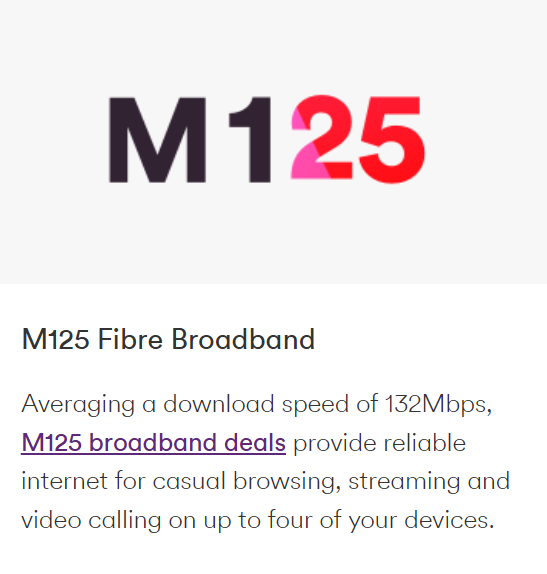 M125
M125 Fibre Broadband
Averaging a download speed of 132Mbps,
M125 broadband deals provide reliable
internet for casual browsing, streaming and
video calling on up to four of your devices.